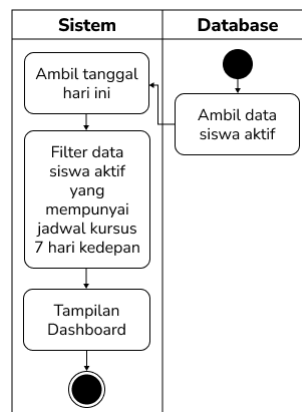 Sistem
Database
Ambil tanggal
hari ini
Ambil data
siswa aktif
Filter data
siswa aktif
yang
mempunyai
jadwal kursus
7 hari kedepan
Tampilan
Dashboard